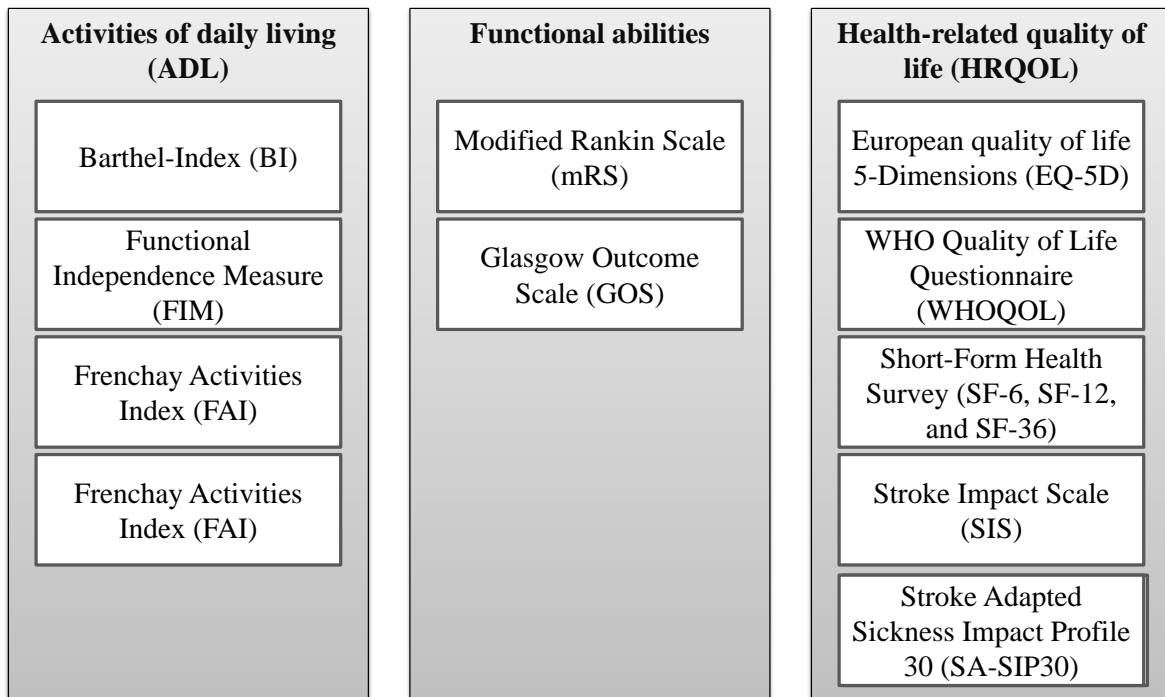 Activities of daily living
(ADL)
Barthel-Index (BI)
Functional
Independence Measure
(FIM)
Frenchay Activities
Index (FAI)
Frenchay Activities
Index (FAI)
Functional abilities
Modified Rankin Scale
(mRS)
Glasgow Outcome
Scale (GOS)
Health-related quality of
life (HRQOL)
European quality of life
5-Dimensions (EQ-5D)
WHO Quality of Life
Questionnaire
(WHOQOL)
Short-Form Health
Survey (SF-6, SF-12,
and SF-36)
Stroke Impact Scale
(SIS)
Stroke Adapted
Sickness Impact Profile
30 (SA-SIP30)